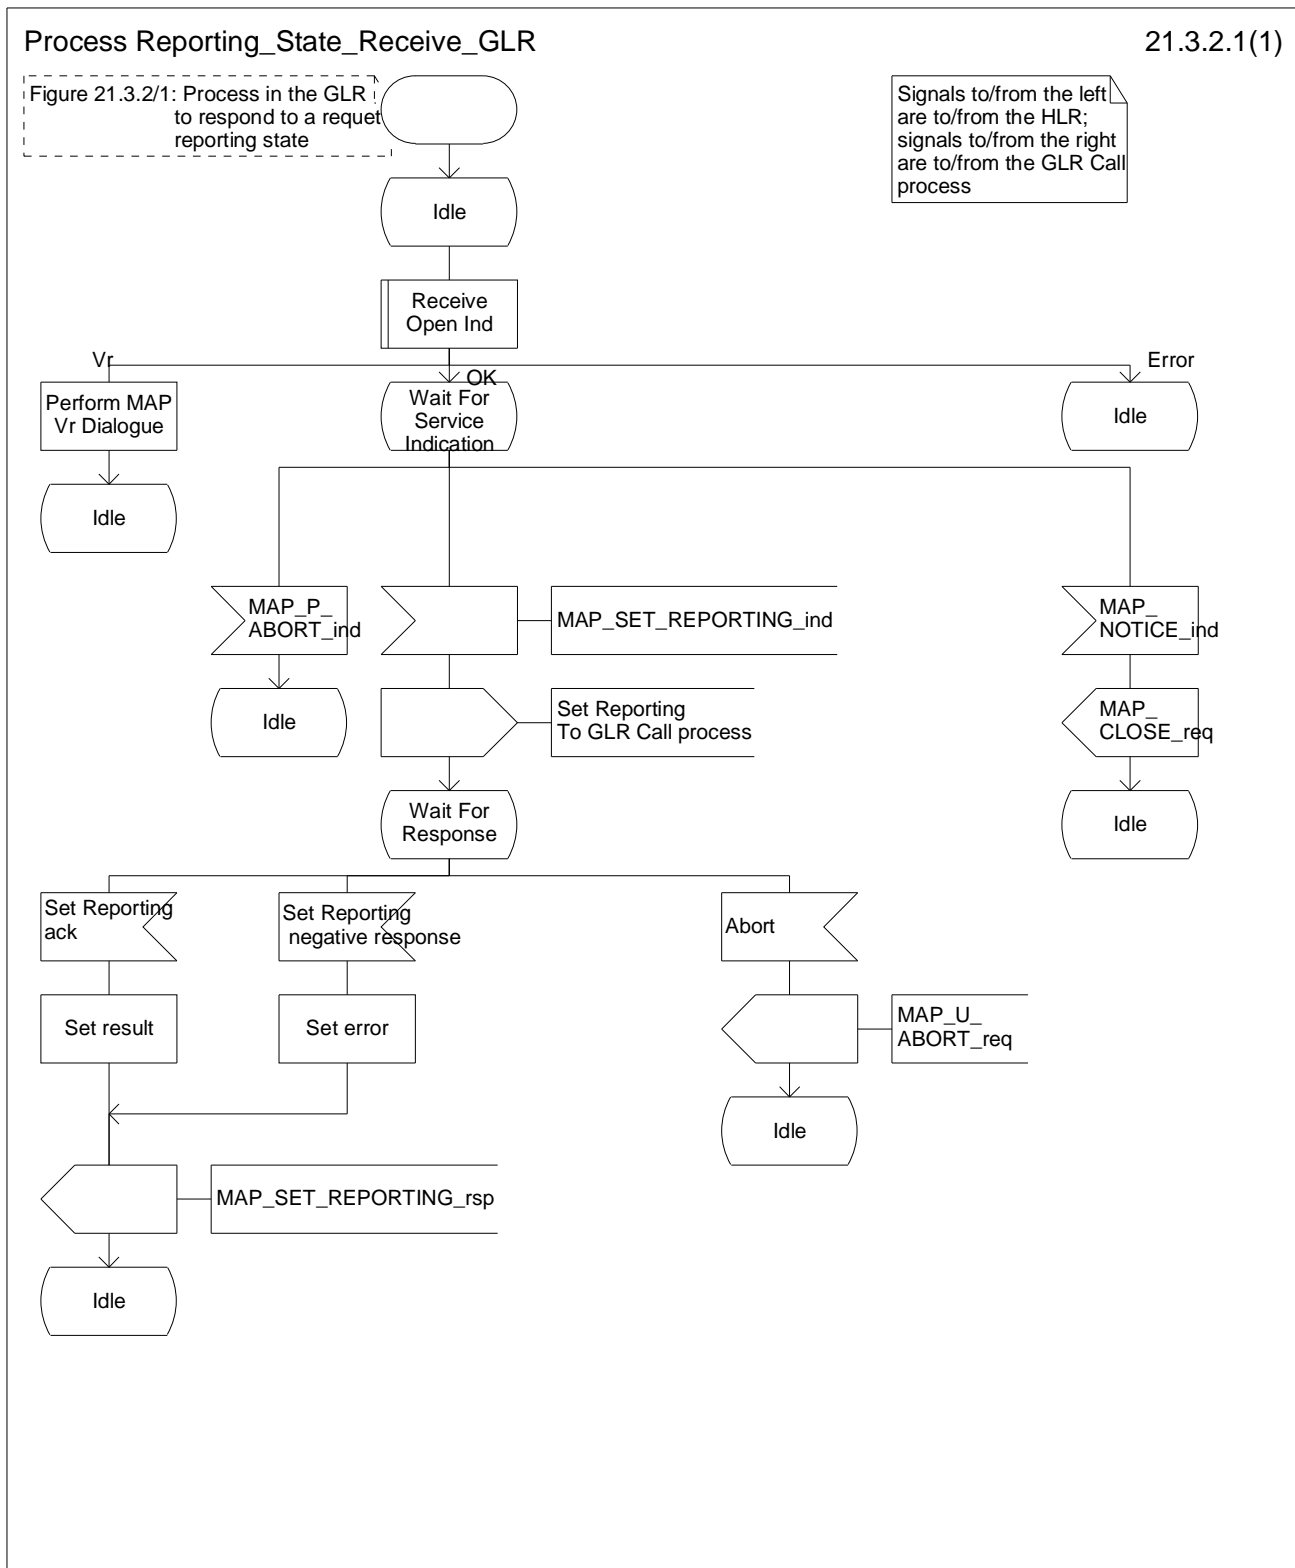 Process Reporting_State_Receive_GLR
21.3.2.1(1)
Figure 21.3.2/1: Process in the GLR
to respond to a requet
reporting state
Signals to/from the left
are to/from the HLR;
signals to/from the right
are to/from the GLR Call
process
Idle
Receive
Open Ind
Vr
OK
Error
Perform MAP
Vr Dialogue
Wait For
Service
Indication
Idle
Idle
MAP_P_
ABORT_ind
MAP_SET_REPORTING_ind
MAP_
NOTICE_ind
Idle
Set Reporting
To GLR Call process
MAP_
CLOSE_req
Wait For
Response
Idle
Set Reporting
ack
Set Reporting
negative response
Abort
Set result
Set error
MAP_U_
ABORT_req
Idle
MAP_SET_REPORTING_rsp
Idle